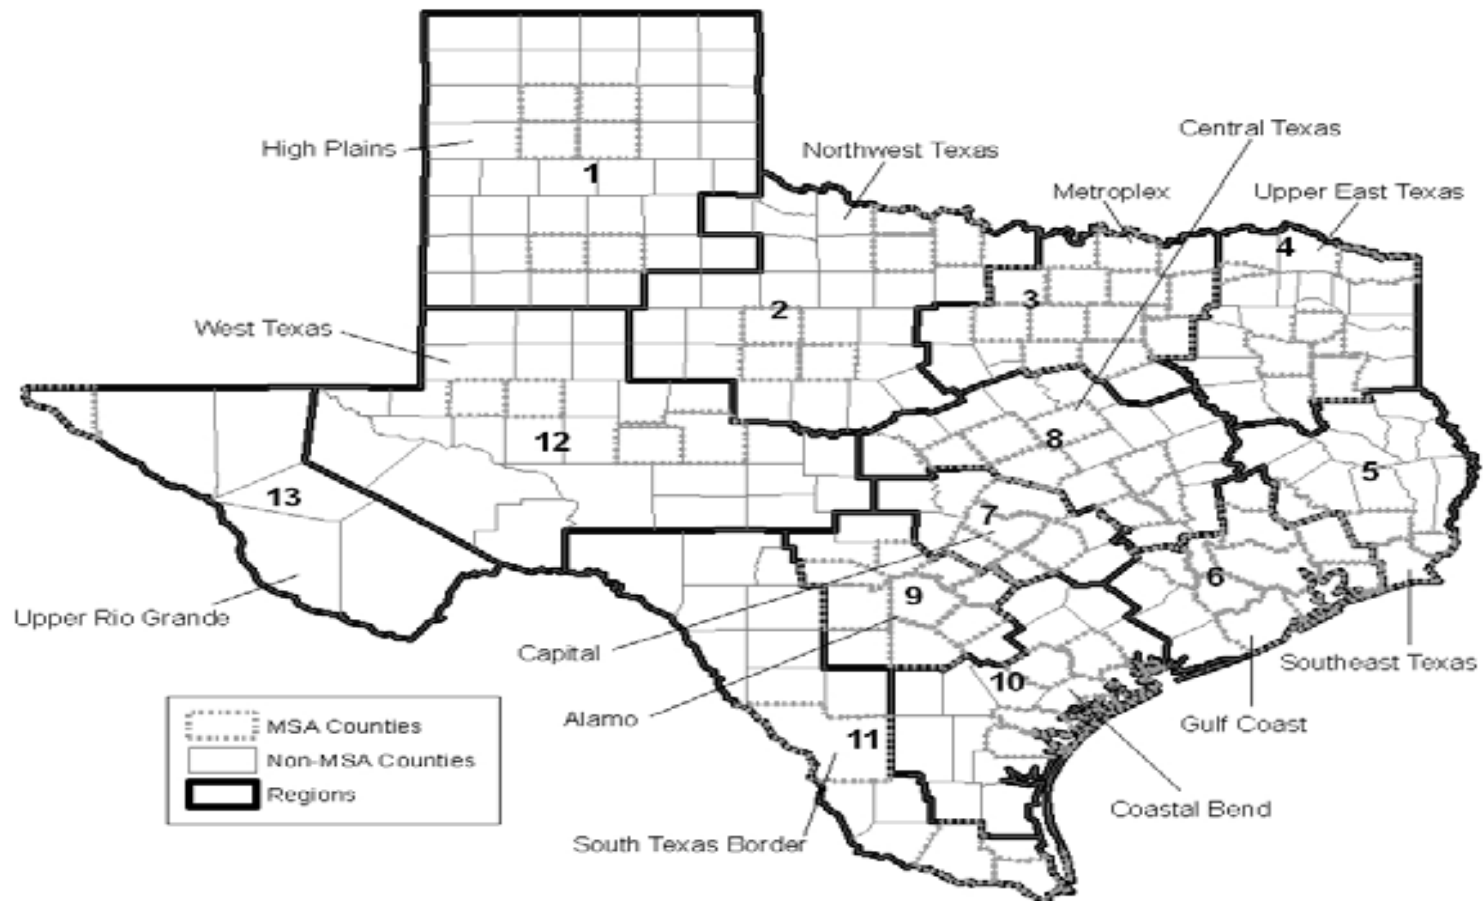 Central Texas
High Plains
Northwest Texas
1
Metroplex
Upper East Texas
4
2
3
West Texas
12
8
5
13
7
6
9
Upper Rio Grande
Capital
Southeast Texas
10
Alamo
Gulf Coast
MSA Counties
11
Non-MSA Counties
Regions
Coastal Bend
South Texas Border